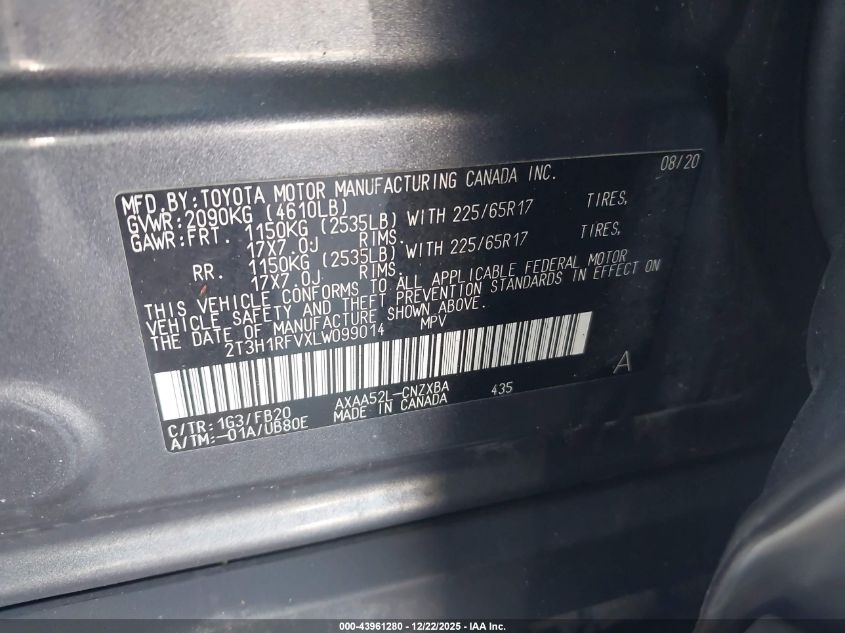 08/20
MFD.BY:TOYOTA MOTOR MANUFACTURING CANADA INC.
GVWR:2090KG (4610LB)
GAWR:FRT. 1150KG (2535LB) WITH 225/65R17 TIRES,
17X7.0J RIMS.
RR. 1150KG (2535LB) WITH 225/65R17 TIRES,
17X7.0J RIMS.
THIS VEHICLE CONFORMS TO ALL APPLICABLE FEDERAL MOTOR
VEHICLE SAFETY AND THEFT PREVENTION STANDARDS IN EFFECT ON
THE DATE OF MANUFACTURE SHOWN ABOVE.
2T3H1RFVXLW099014 MPV
A
C/TR: 1G3/FB20 AXAA52L-CNZXBA 435
A/TM:-01A/UB80E MADE IN CANADA
000-43961280 - 12/22/2025 - IAA Inc.